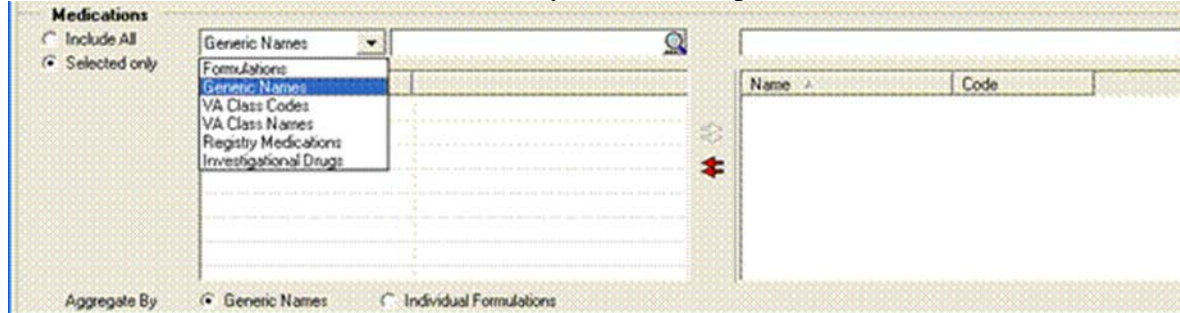 Medications
Include All
Selected only
Generic Names
Formulations
Generic Names
VA Class Codes
VA Class Names
Registry Medications
Investigational Drugs
Name
Code
Aggregate By Generic Names Individual Formulations